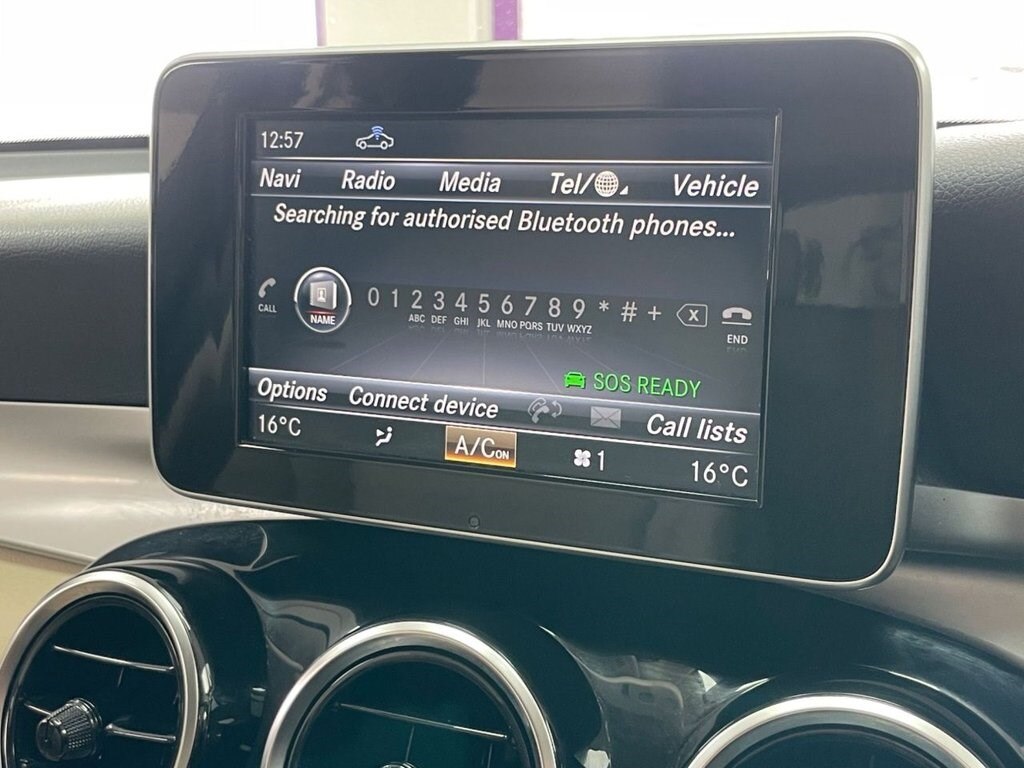 12:57
Navi Radio Media Tel/ Vehicle
Searching for authorised Bluetooth phones...
CALL NAME 0 1 2 3 4 5 6 7 8 9 * # + X END
ABC DEF GHI JKL MNO PQRS TUV WXYZ
SOS READY
Options Connect device Call lists
16°C A/C ON 1 16°C